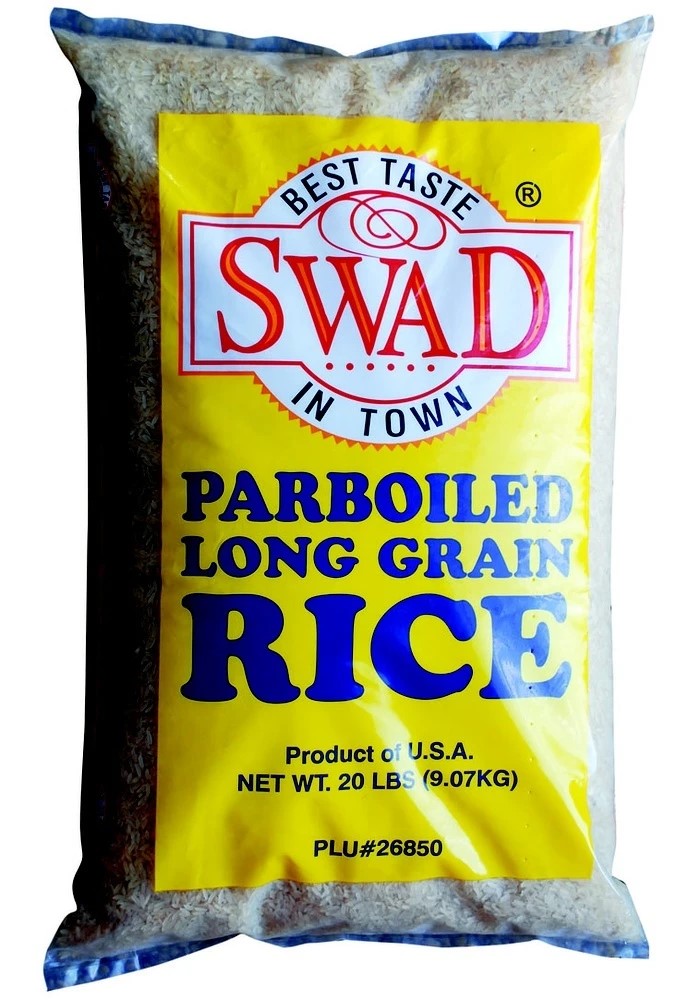 BEST TASTE
®
SWAD
IN TOWN
PARBOILED
LONG GRAIN
RICE
Product of U.S.A.
NET WT. 20 LBS (9.07KG)
PLU#26850